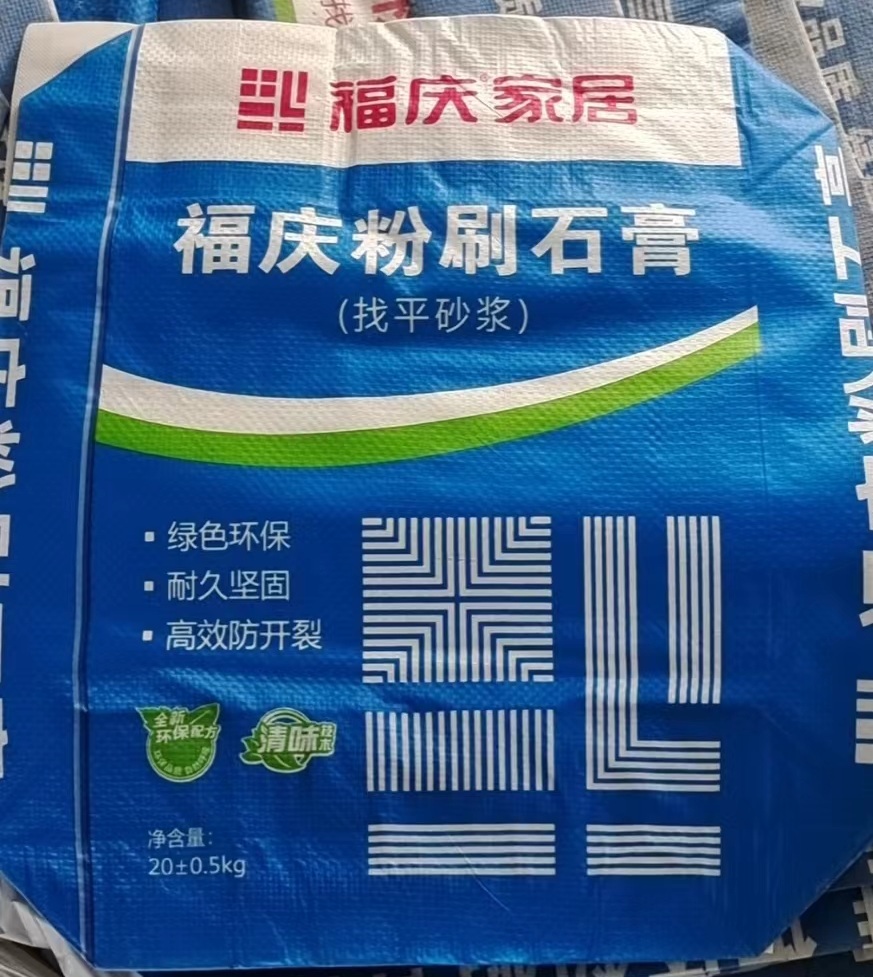 福庆家居
福庆粉刷石膏
(找平砂浆)
▪ 绿色环保
▪ 耐久坚固
▪ 高效防开裂
全新
环保配方
清味技术
净含量:
20±0.5kg